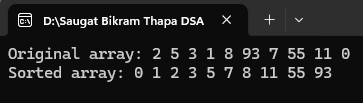 D:\Saugat Bikram Thapa DSA
Original array: 2 5 3 1 8 93 7 55 11 0
Sorted array: 0 1 2 3 5 7 8 11 55 93